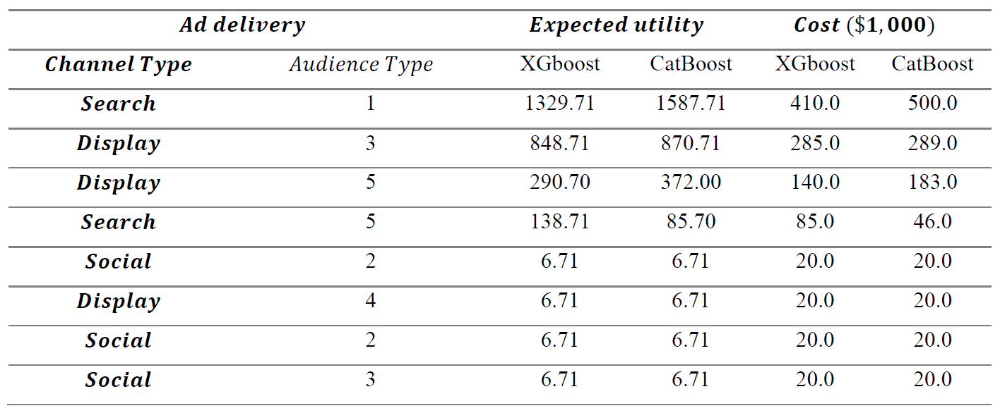 Ad delivery Expected utility Cost ($1,000)
Channel Type Audience Type XGboost CatBoost XGboost CatBoost
Search 1 1329.71 1587.71 410.0 500.0
Display 3 848.71 870.71 285.0 289.0
Display 5 290.70 372.00 140.0 183.0
Search 5 138.71 85.70 85.0 46.0
Social 2 6.71 6.71 20.0 20.0
Display 4 6.71 6.71 20.0 20.0
Social 2 6.71 6.71 20.0 20.0
Social 3 6.71 6.71 20.0 20.0